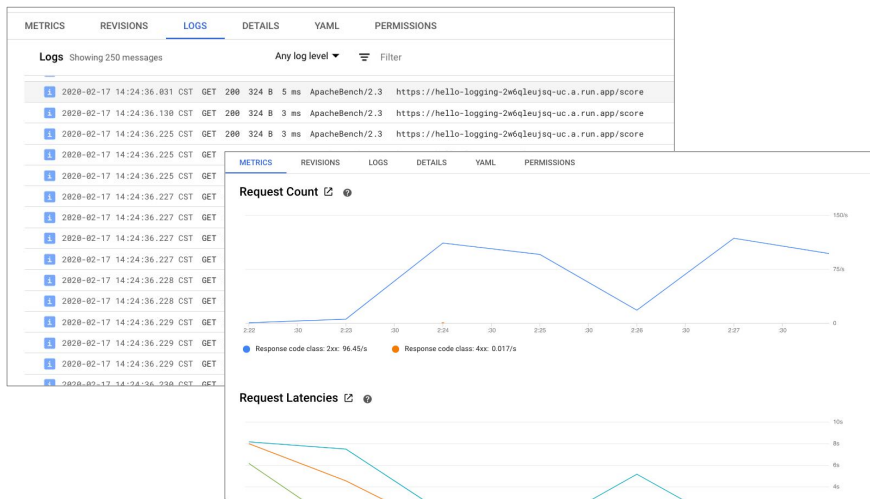 METRICS REVISIONS LOGS DETAILS YAML PERMISSIONS
Logs Showing 250 messages Any log level Filter
i 2020-02-17 14:24:36.031 CST GET 200 324 B 5 ms ApacheBench/2.3 https://hello-logging-2w6qleujsq-uc.a.run.app/score
i 2020-02-17 14:24:36.130 CST GET 200 324 B 3 ms ApacheBench/2.3 https://hello-logging-2w6qleujsq-uc.a.run.app/score
i 2020-02-17 14:24:36.225 CST GET 200 324 B 3 ms ApacheBench/2.3 https://hello-logging-2w6qleujsq-uc.a.run.app/score
i 2020-02-17 14:24:36.225 CST GET
i 2020-02-17 14:24:36.225 CST GET
i 2020-02-17 14:24:36.227 CST GET
i 2020-02-17 14:24:36.227 CST GET
i 2020-02-17 14:24:36.227 CST GET
i 2020-02-17 14:24:36.227 CST GET
i 2020-02-17 14:24:36.228 CST GET
i 2020-02-17 14:24:36.228 CST GET
i 2020-02-17 14:24:36.229 CST GET
i 2020-02-17 14:24:36.229 CST GET
i 2020-02-17 14:24:36.229 CST GET
i 2020-02-17 14:24:36.230 CST GET
METRICS REVISIONS LOGS DETAILS YAML PERMISSIONS
Request Count
150/s
75/s
0
2:22 :30 2:23 :30 2:24 :30 2:25 :30 2:26 :30 2:27 :30
Response code class: 2xx: 96.45/s Response code class: 4xx: 0.017/s
Request Latencies
10s
8s
6s
4s